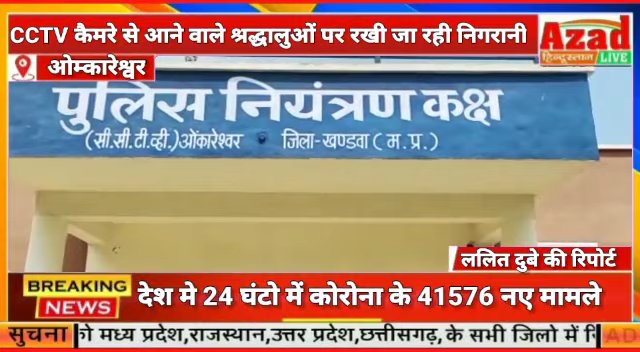 CCTV कैमरे से आने वाले श्रद्धालुओं पर रखी जा रही निगरानी
Azad
हिन्दुस्तान LIVE
ओम्कारेश्वर
पुलिस नियंत्रण कक्ष
(सी.सी.टी.व्ही.)ओंकारेश्वर जिला-खण्डवा ( म.प्र.)
ललित दुबे की रिपोर्ट
BREAKING NEWS
देश मे 24 घंटो में कोरोना के 41576 नए मामले
सुचना को मध्य प्रदेश,राजस्थान,उत्तर प्रदेश,छत्तीसगढ़, के सभी जिलो में AD